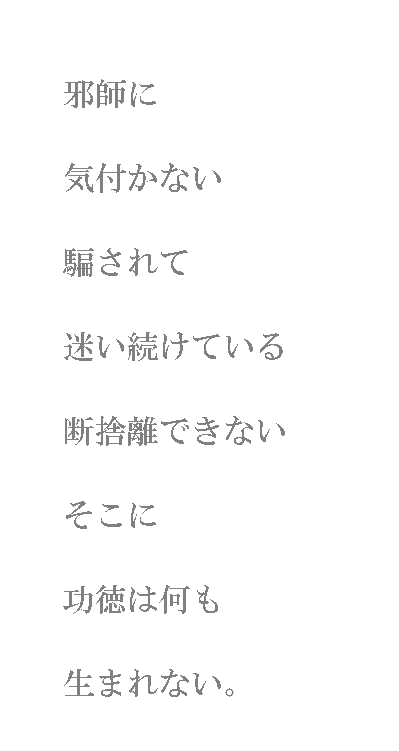 邪師に
気付かない
騙されて
迷い続けている
断捨離できない
そこに
功徳は何も
生まれない。